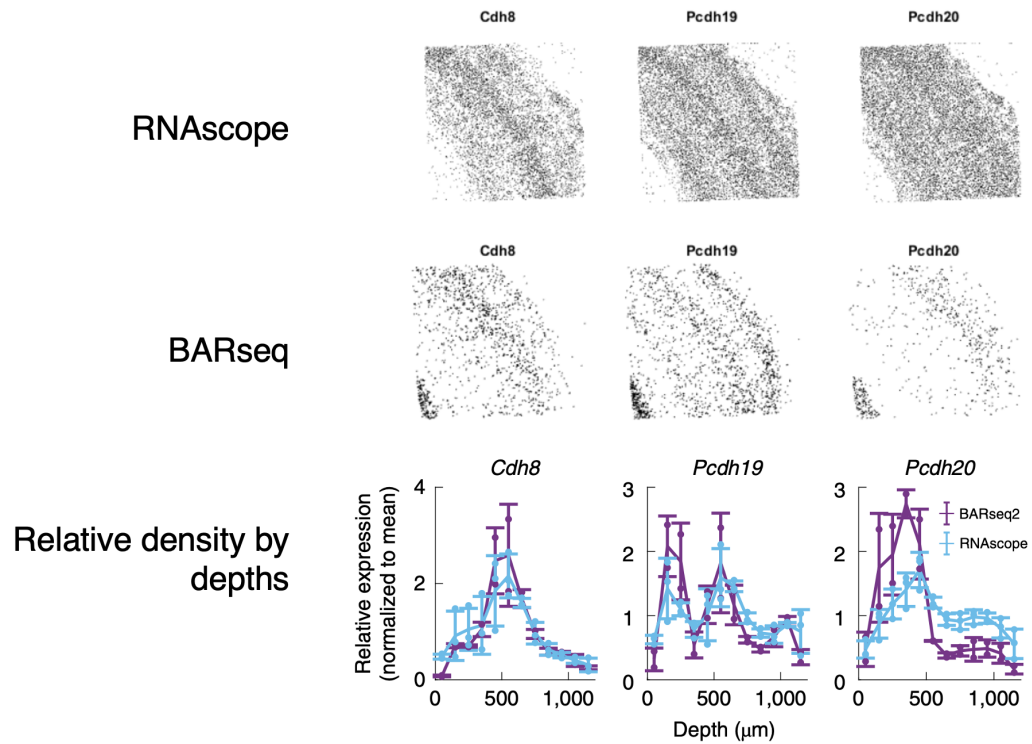 Cdh8 Pcdh19 Pcdh20
RNAscope
Cdh8 Pcdh19 Pcdh20
BARseq
Cdh8 Pcdh19 Pcdh20
Relative density by
depths
Relative expression
(normalized to mean)
4
2
0
0 500 1,000
3
2
1
0
0 500 1,000
3
2
1
0
0 500 1,000
BARseq2
RNAscope
Depth (μm)